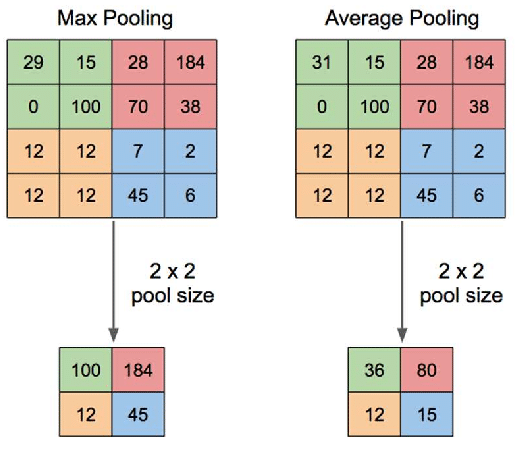 Max Pooling
29 15 28 184
0 100 70 38
12 12 7 2
12 12 45 6
2 x 2
pool size
100 184
12 45
Average Pooling
31 15 28 184
0 100 70 38
12 12 7 2
12 12 45 6
2 x 2
pool size
36 80
12 15